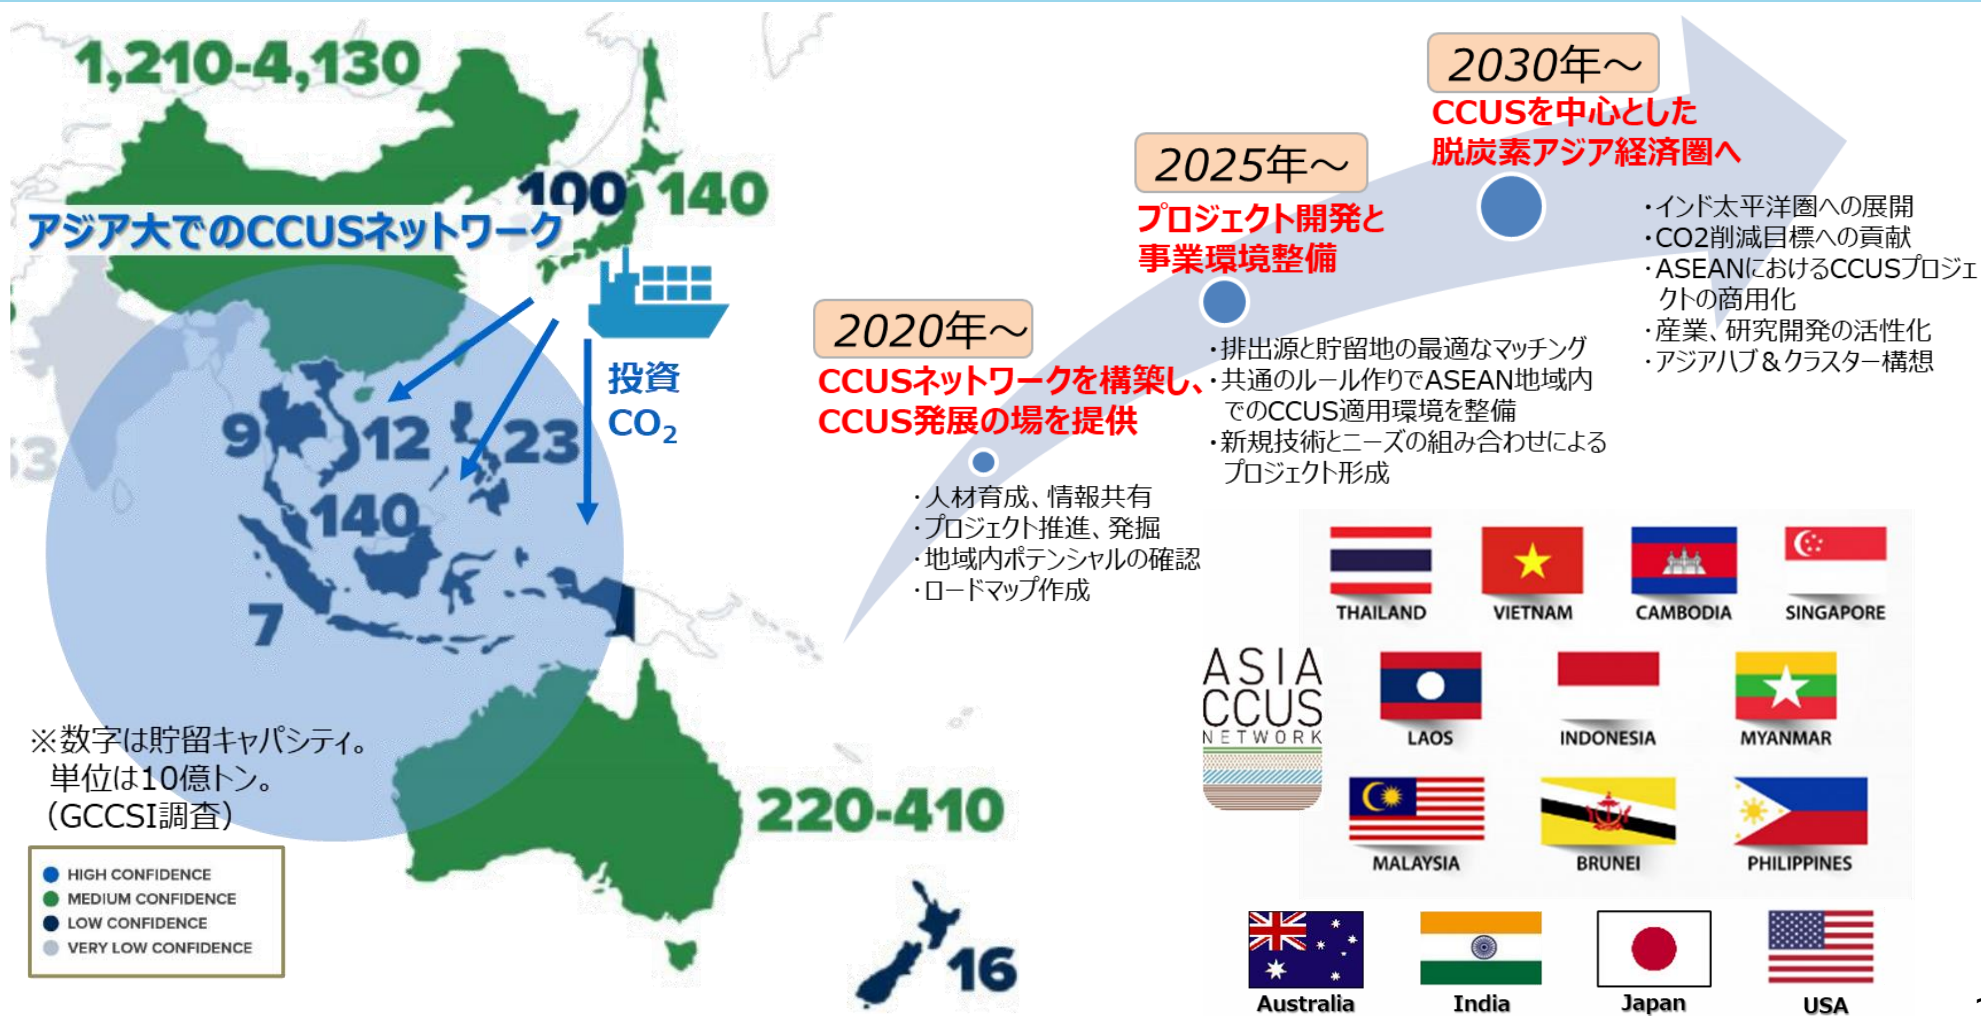 1,210-4,130
100
140
アジア大でのCCUSネットワーク
投資
CO₂
9
12
23
140
7
63
※数字は貯留キャパシティ。
単位は10億トン。
（GCCSI調査）
HIGH CONFIDENCE
MEDIUM CONFIDENCE
LOW CONFIDENCE
VERY LOW CONFIDENCE
220-410
16
2020年～
CCUSネットワークを構築し、
CCUS発展の場を提供
・人材育成、情報共有
・プロジェクト推進、発掘
・地域内ポテンシャルの確認
・ロードマップ作成
2025年～
プロジェクト開発と
事業環境整備
・排出源と貯留地の最適なマッチング
・共通のルール作りでASEAN地域内
でのCCUS適用環境を整備
・新規技術とニーズの組み合わせによる
プロジェクト形成
2030年～
CCUSを中心とした
脱炭素アジア経済圏へ
・インド太平洋圏への展開
・CO2削減目標への貢献
・ASEANにおけるCCUSプロジェ
クトの商用化
・産業、研究開発の活性化
・アジアハブ＆クラスター構想
ASIA
CCUS
NETWORK
THAILAND
VIETNAM
CAMBODIA
SINGAPORE
LAOS
INDONESIA
MYANMAR
MALAYSIA
BRUNEI
PHILIPPINES
Australia
India
Japan
USA